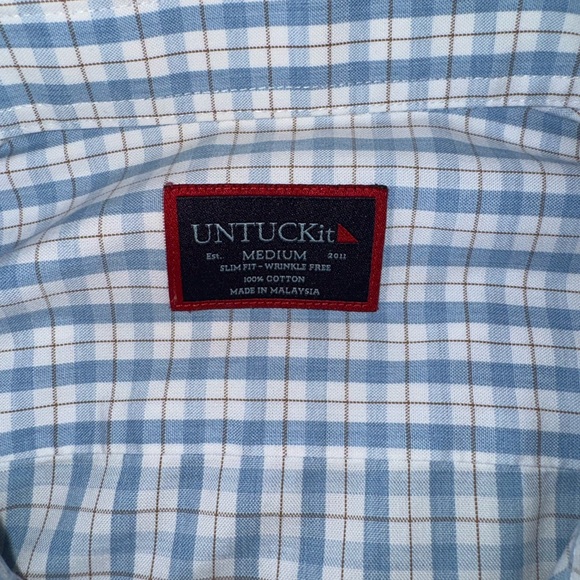 UNTUCKit
Est. MEDIUM 2011
SLIM FIT - WRINKLE FREE
100% COTTON
MADE IN MALAYSIA